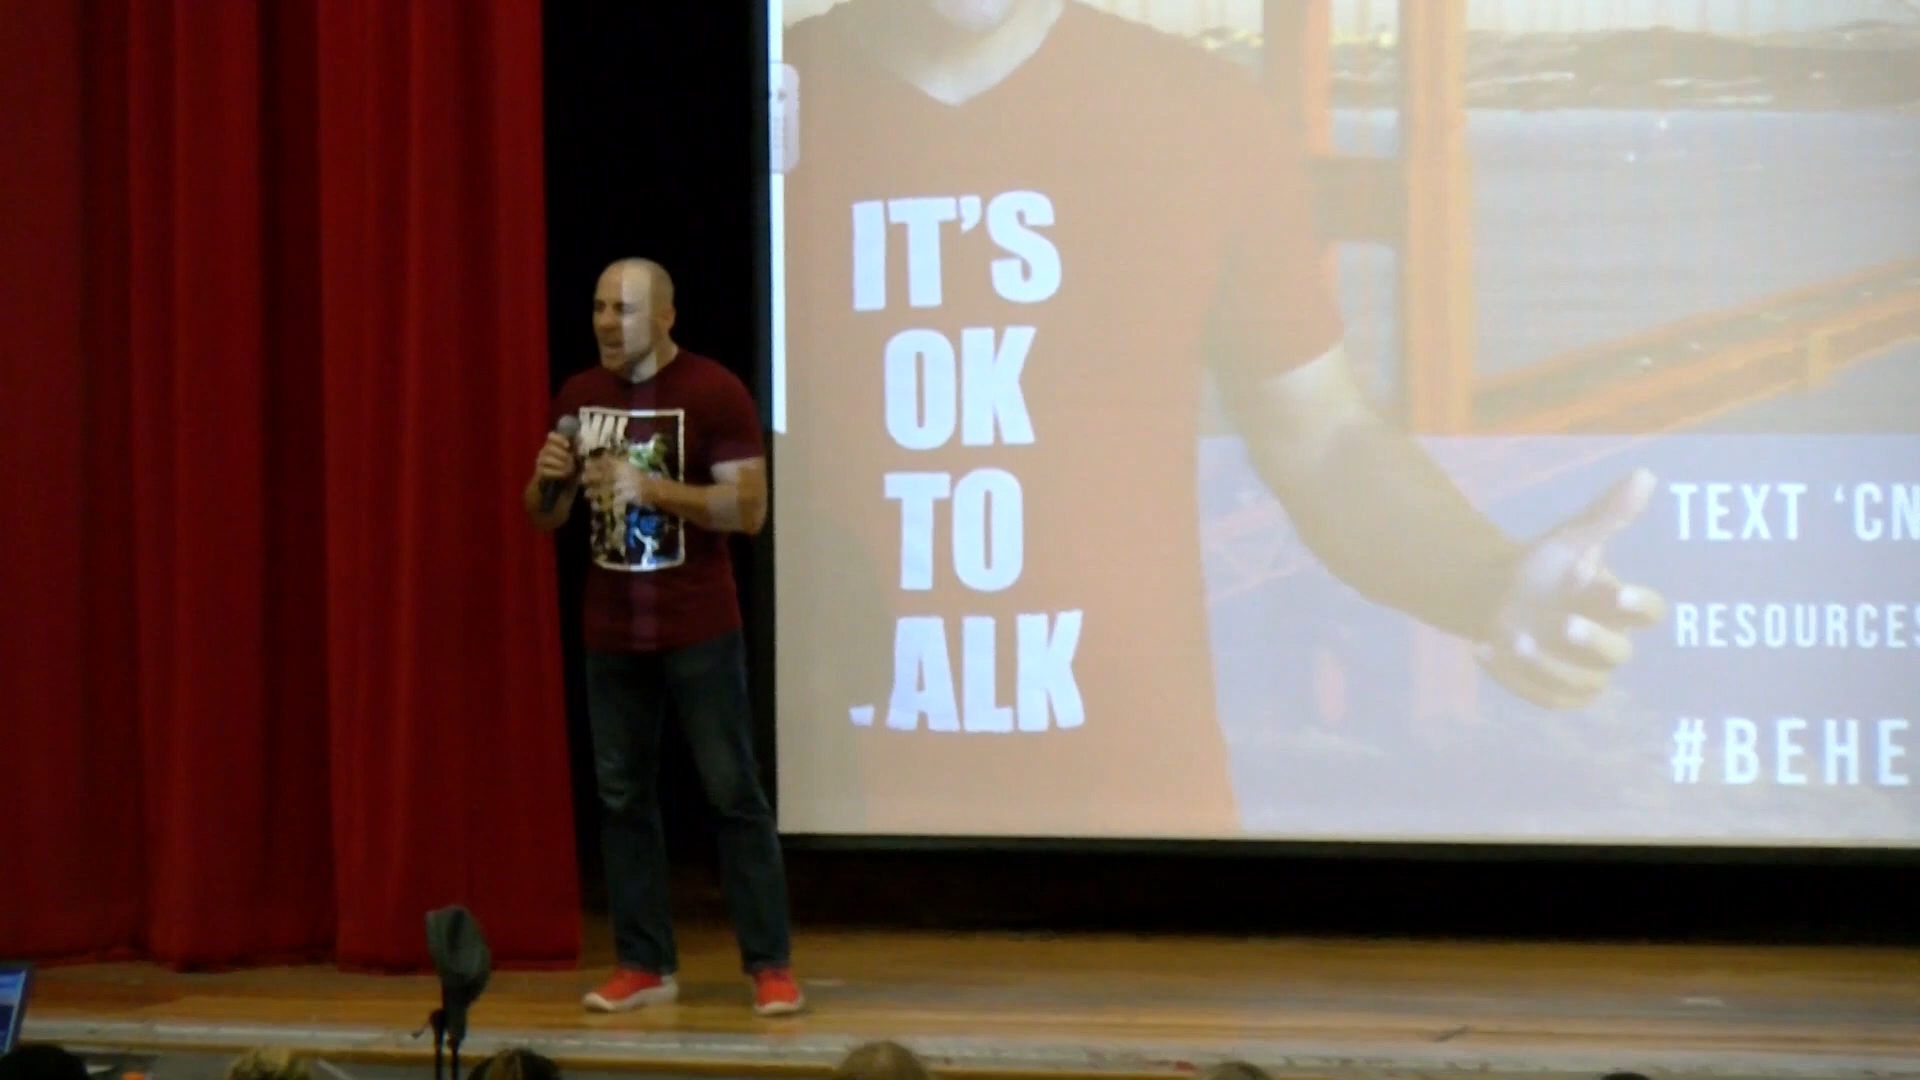 IT'S
OK
TO
ALK
TEXT ‘CN
RESOURCES
#BEHE